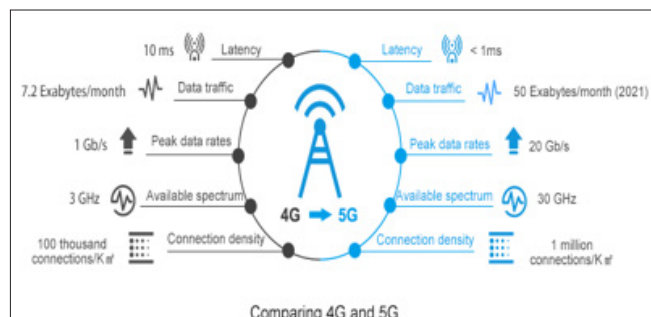 10 ms Latency
Latency < 1ms
7.2 Exabytes/month Data traffic
Data traffic 50 Exabytes/month (2021)
1 Gb/s Peak data rates
Peak data rates 20 Gb/s
3 GHz Available spectrum
Available spectrum 30 GHz
4G 5G
100 thousand
connections/K㎡
Connection density
Connection density
1 million
connections/K㎡
Comparing 4G and 5G